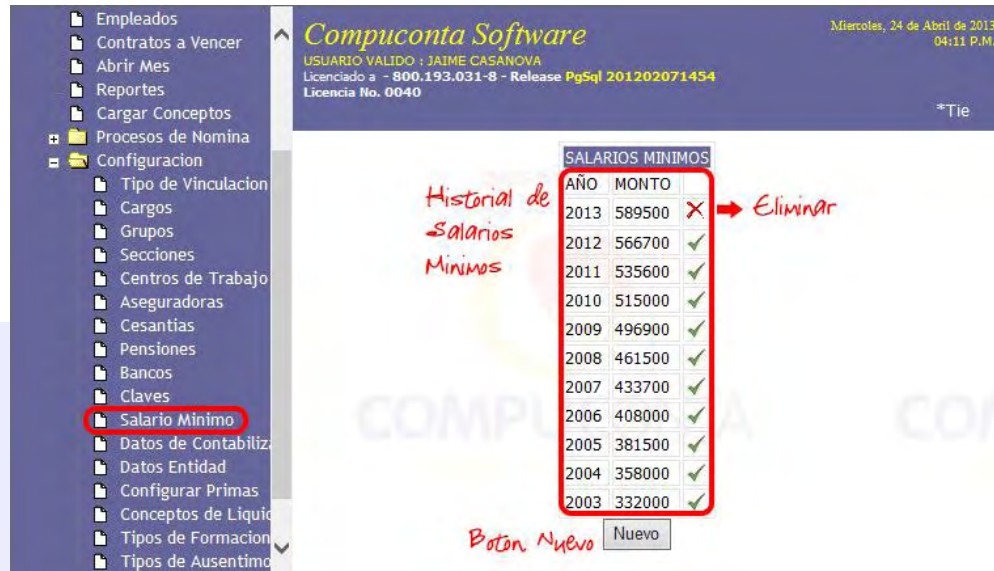 Empleados
Contratos a Vencer
Abrir Mes
Reportes
Cargar Conceptos
Procesos de Nomina
Configuracion
Tipo de Vinculacion
Cargos
Grupos
Secciones
Centros de Trabajo
Aseguradoras
Cesantias
Pensiones
Bancos
Claves
Salario Minimo
Datos de Contabiliz
Datos Entidad
Configurar Primas
Conceptos de Liquid
Tipos de Formacion
Tipos de Ausentimo
Compuconta Software
USUARIO VALIDO : JAIME CASANOVA
Licenciado a - 800.193.031-8 - Release PgSql 201202071454
Licencia No. 0040
Miercoles, 24 de Abril de 2013
04:11 P.M.
*Tie
SALARIOS MINIMOS
AÑO MONTO
2013 589500
2012 566700
2011 535600
2010 515000
2009 496900
2008 461500
2007 433700
2006 408000
2005 381500
2004 358000
2003 332000
Historial de
Salarios
Minimos
Eliminar
Boton Nuevo
Nuevo
COMPUCONTA
CO